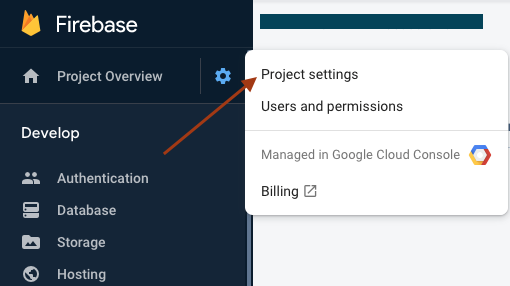 Firebase
Project Overview
Project settings
Users and permissions
Develop
Managed in Google Cloud Console
Authentication
Billing
Database
Storage
Hosting